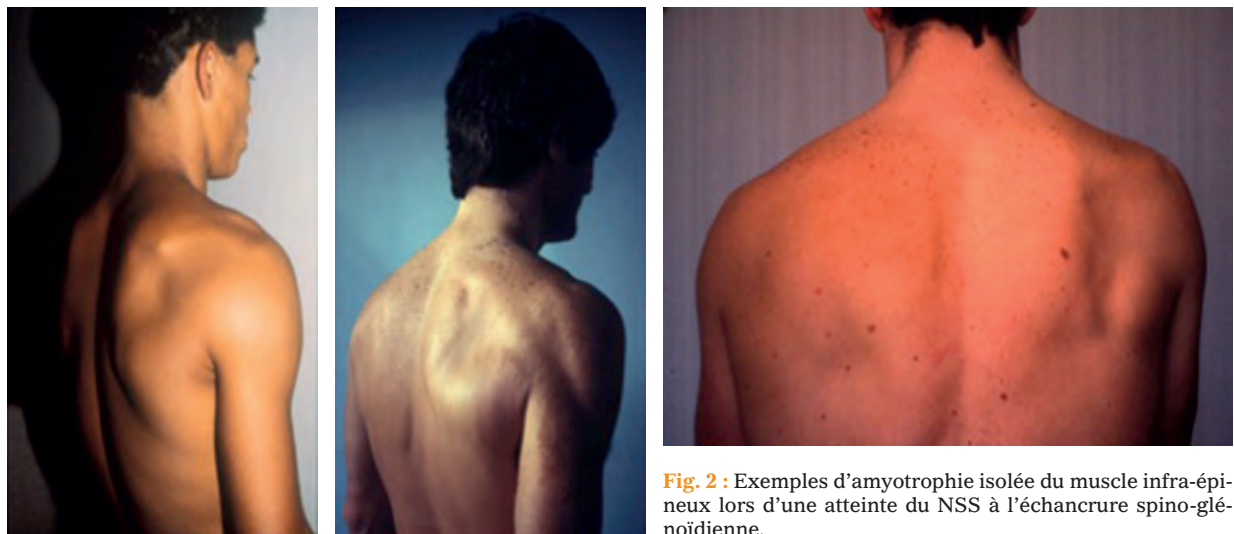 Fig. 2 : Exemples d'amyotrophie isolée du muscle infra-épi-
neux lors d'une atteinte du NSS à l'échancrure spino-glé-
noïdienne.